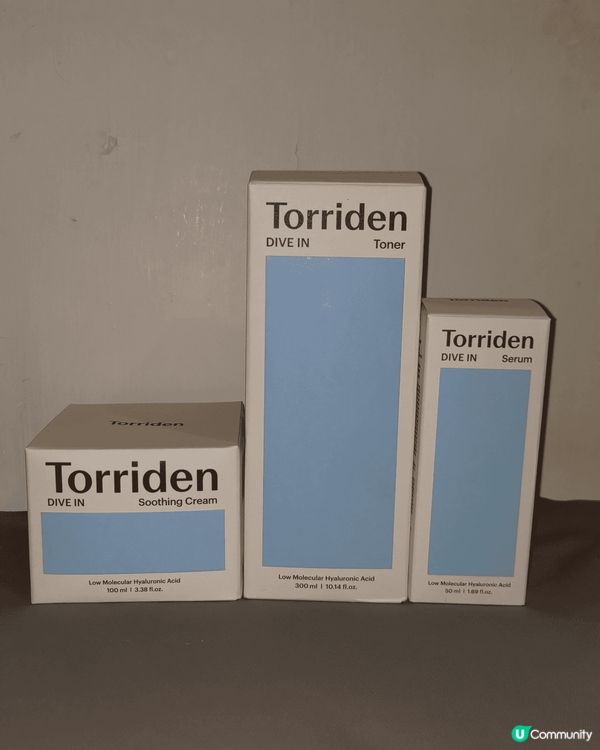 Torriden
Torriden
DIVE IN Soothing Cream
Low Molecular Hyaluronic Acid
100 ml | 3.38 fl.oz.
Torriden
DIVE IN Toner
Low Molecular Hyaluronic Acid
300 ml | 10.14 fl.oz.
Torriden
Torriden
DIVE IN Serum
Low Molecular Hyaluronic Acid
50 ml | 1.69 fl.oz.
U Community